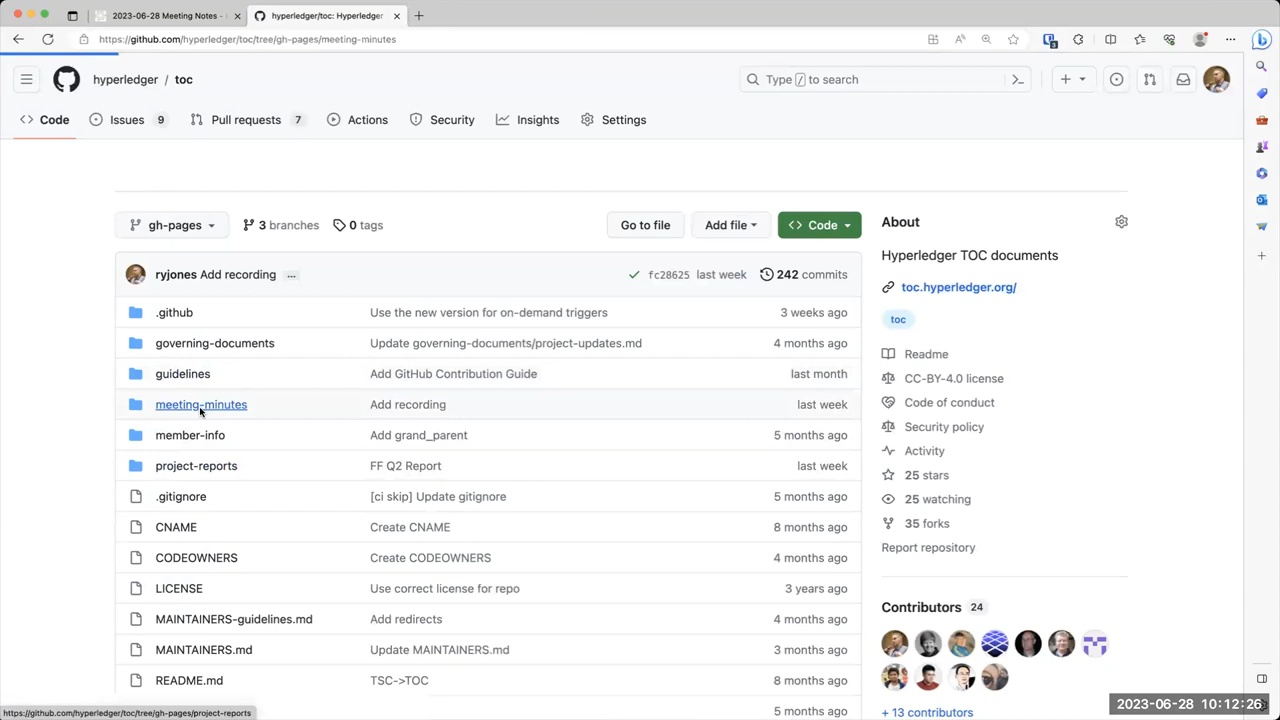 2023-06-28 Meeting Notes -
hyperledger/toc: Hyperledger
https://github.com/hyperledger/toc/tree/gh-pages/meeting-minutes
hyperledger / toc
Type / to search
Code
Issues 9
Pull requests 7
Actions
Security
Insights
Settings
gh-pages
3 branches
0 tags
Go to file
Add file
Code
ryjones Add recording ...
fc28625 last week
242 commits
.github Use the new version for on-demand triggers 3 weeks ago
governing-documents Update governing-documents/project-updates.md 4 months ago
guidelines Add GitHub Contribution Guide last month
meeting-minutes Add recording last week
member-info Add grand_parent 5 months ago
project-reports FF Q2 Report last week
.gitignore [ci skip] Update gitignore 5 months ago
CNAME Create CNAME 8 months ago
CODEOWNERS Create CODEOWNERS 4 months ago
LICENSE Use correct license for repo 3 years ago
MAINTAINERS-guidelines.md Add redirects 4 months ago
MAINTAINERS.md Update MAINTAINERS.md 3 months ago
README.md TSC->TOC 8 months ago
5 months ago
About
Hyperledger TOC documents
toc.hyperledger.org/
toc
Readme
CC-BY-4.0 license
Code of conduct
Security policy
Activity
25 stars
25 watching
35 forks
Report repository
Contributors 24
+ 13 contributors
https://github.com/hyperledger/toc/tree/gh-pages/project-reports
2023-06-28 10:12:26